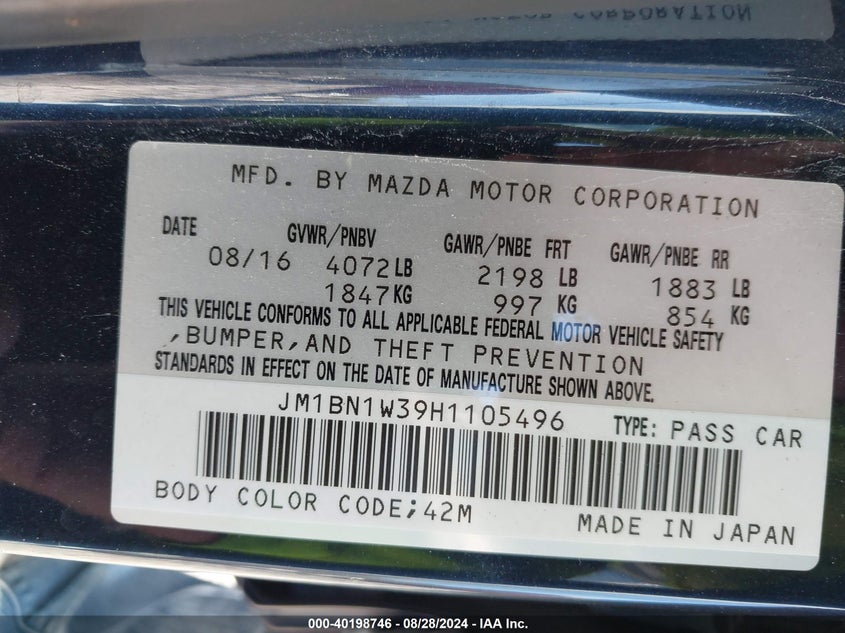 MOTOR CORPORATION
MFD. BY MAZDA MOTOR CORPORATION
DATE GVWR/PNBV GAWR/PNBE FRT GAWR/PNBE RR
08/16 4072 LB 2198 LB 1883 LB
1847 KG 997 KG 854 KG
THIS VEHICLE CONFORMS TO ALL APPLICABLE FEDERAL MOTOR VEHICLE SAFETY
,BUMPER,AND THEFT PREVENTION
STANDARDS IN EFFECT ON THE DATE OF MANUFACTURE SHOWN ABOVE.
JM1BN1W39H1105496 TYPE: PASS CAR
BODY COLOR CODE;42M
MADE IN JAPAN
000-40198746 - 08/28/2024 - IAA Inc.